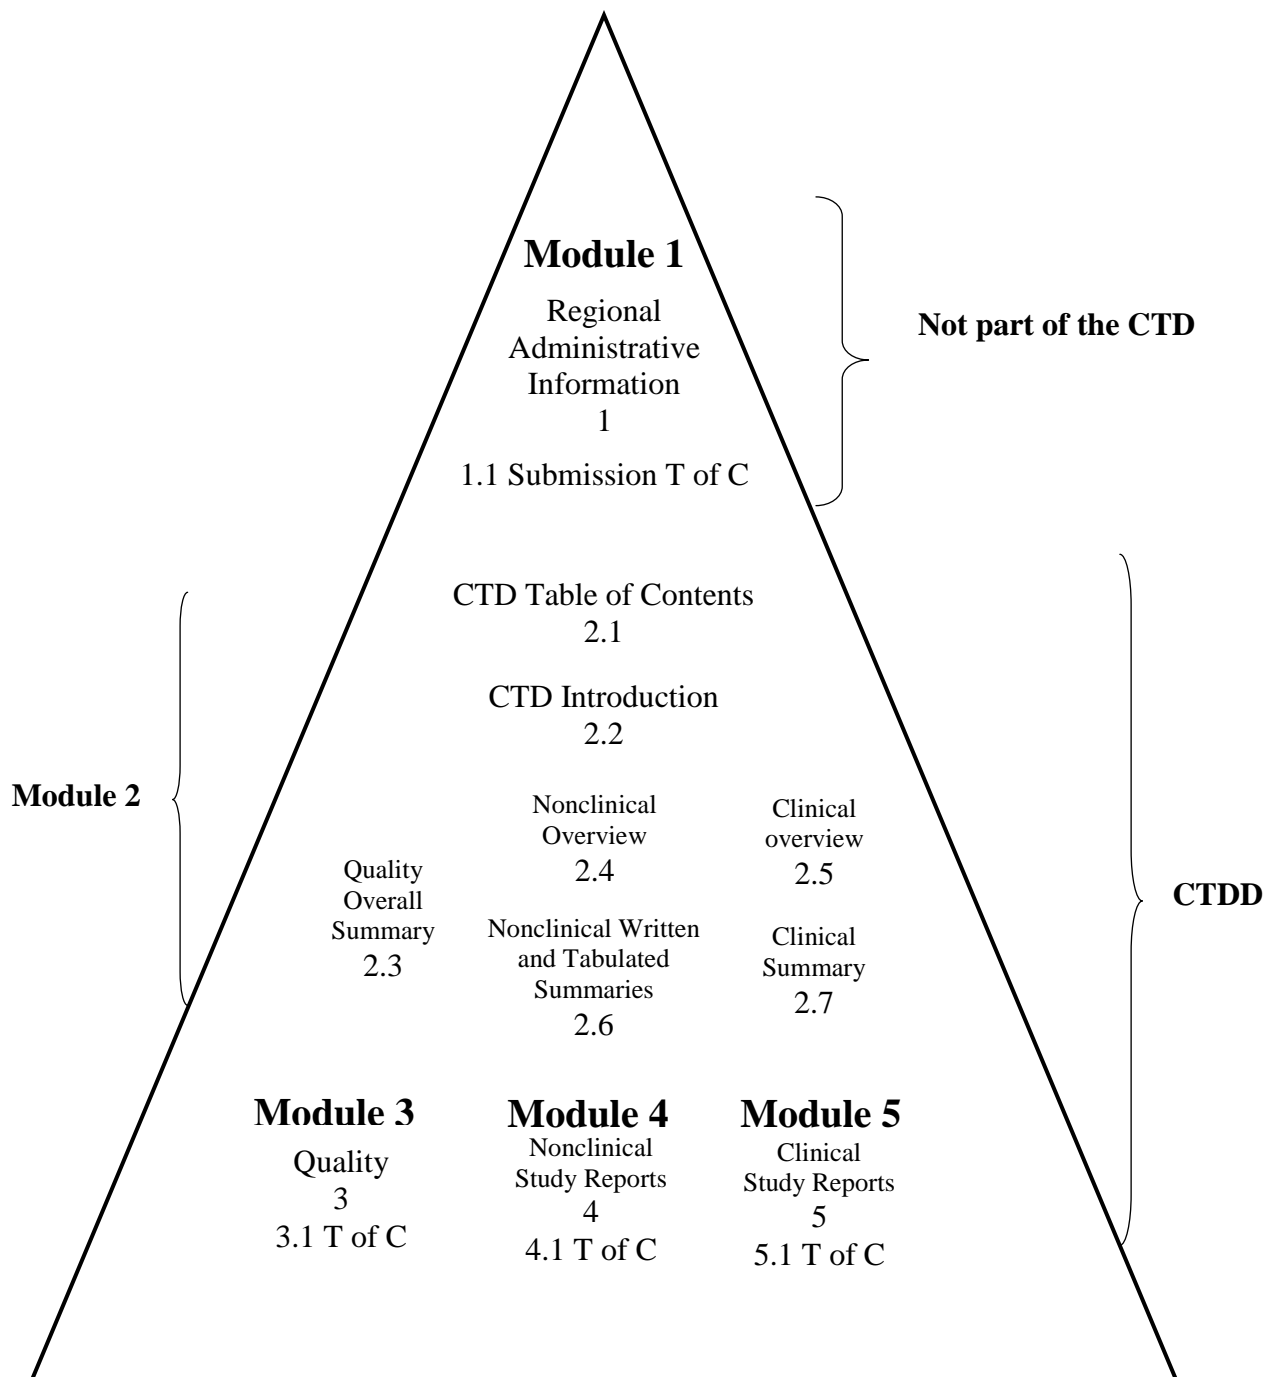 Module 1
Regional
Administrative
Information
1
1.1 Submission T of C
Not part of the CTD
CTD Table of Contents
2.1
CTD Introduction
2.2
Module 2
Quality
Overall
Summary
2.3
Nonclinical
Overview
2.4
Nonclinical Written
and Tabulated
Summaries
2.6
Clinical
overview
2.5
Clinical
Summary
2.7
CTDD
Module 3
Quality
3
3.1 T of C
Module 4
Nonclinical
Study Reports
4
4.1 T of C
Module 5
Clinical
Study Reports
5
5.1 T of C